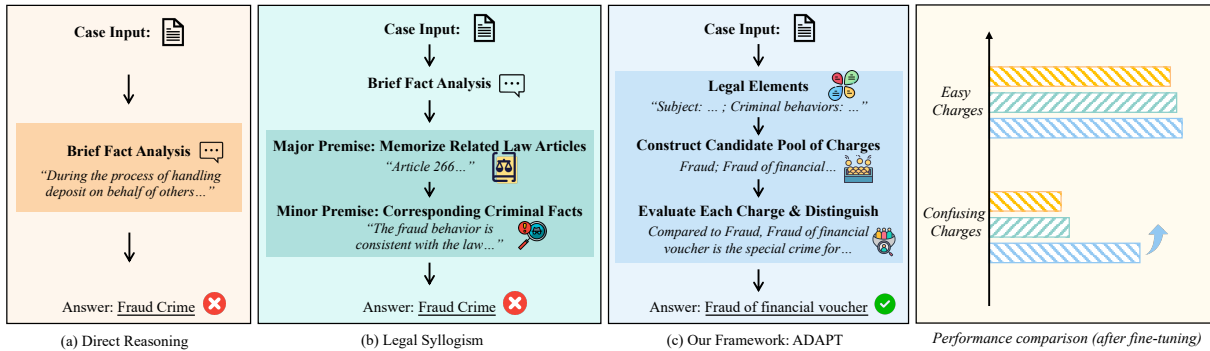 Case Input:
Brief Fact Analysis
“During the process of handling
deposit on behalf of others…”
Answer: Fraud Crime
(a) Direct Reasoning
Case Input:
Brief Fact Analysis
Major Premise: Memorize Related Law Articles
“Article 266…”
Minor Premise: Corresponding Criminal Facts
“The fraud behavior is
consistent with the law…”
Answer: Fraud Crime
(b) Legal Syllogism
Case Input:
Legal Elements
“Subject: … ; Criminal behaviors: …”
Construct Candidate Pool of Charges
Fraud; Fraud of financial…
Evaluate Each Charge & Distinguish
Compared to Fraud, Fraud of financial
voucher is the special crime for…
Answer: Fraud of financial voucher
(c) Our Framework: ADAPT
Easy
Charges
Confusing
Charges
Performance comparison (after fine-tuning)